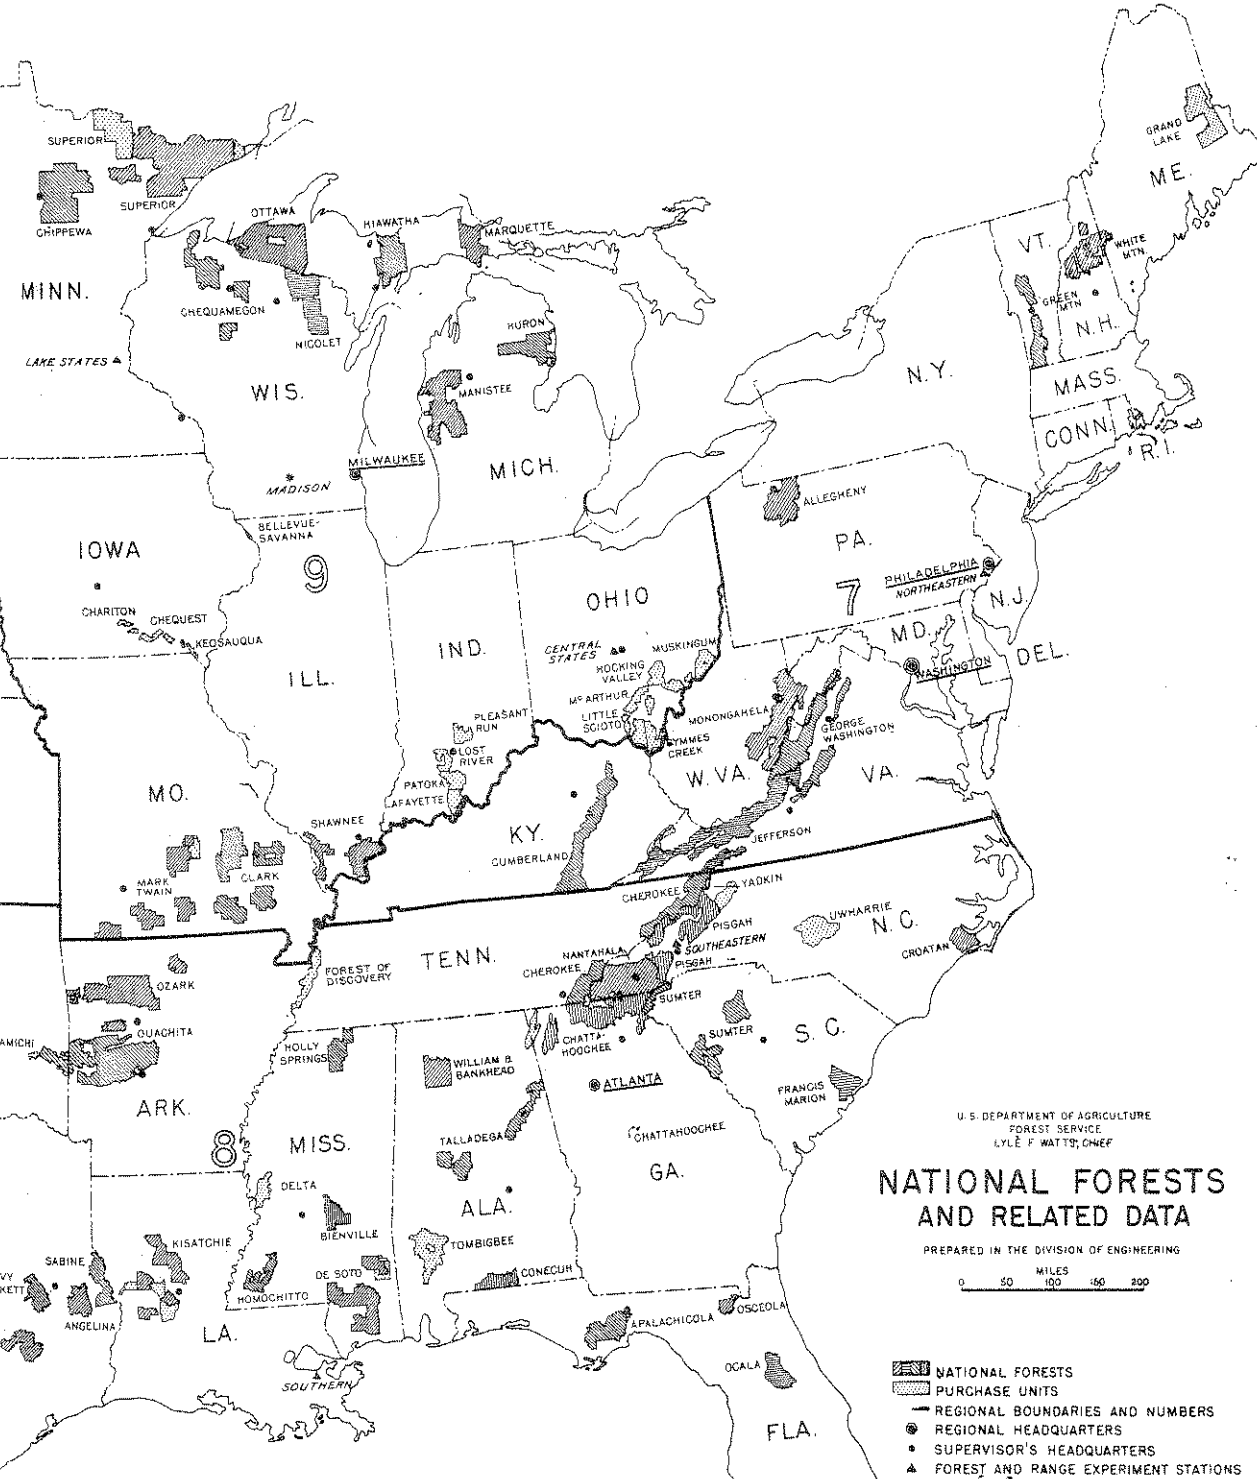 GRAND
LAKE
ME.
SUPERIOR
SUPERIOR
CHIPPEWA
OTTAWA
HIAWATHA
MARQUETTE
VT.
WHITE
MTN.
MINN.
CHEQUAMEGON
NICOLET
HURON
GREEN
MTN
N.H.
LAKE STATES
WIS.
MANISTEE
N.Y.
MASS.
CONN.
R.I.
MILWAUKEE
MADISON
MICH.
ALLEGHENY
BELLEVUE-
SAVANNA
IOWA
9
PA.
PHILADELPHIA
NORTHEASTERN
7
OHIO
N.J.
CHARITON
CHEQUEST
KEOSAUQUA
IND.
CENTRAL
STATES
MUSKINGUM
MD.
DEL.
WASHINGTON
ILL.
HOCKING
VALLEY
McARTHUR
LITTLE
SCIOTO
SYMMES
CREEK
MONONGAHELA
GEORGE
WASHINGTON
PLEASANT
RUN
LOST
RIVER
PATOKA
LAFAYETTE
W.VA.
VA.
MO.
SHAWNEE
KY.
CUMBERLAND
JEFFERSON
MARK
TWAIN
CLARK
CHEROKEE
YADKIN
PISGAH
UWHARRIE
N.C.
CROATAN
TENN.
NANTAHALA
SOUTHEASTERN
CHEROKEE
PISGAH
FOREST OF
DISCOVERY
OZARK
SUMTER
OUACHITA
AMICHI
HOLLY
SPRINGS
CHATTA-
HOOCHEE
SUMTER
S.C.
WILLIAM B
BANKHEAD
ATLANTA
FRANCIS
MARION
ARK.
8
MISS.
TALLADEGA
CHATTAHOOCHEE
GA.
U.S. DEPARTMENT OF AGRICULTURE
FOREST SERVICE
LYLE F WATTS, CHIEF
NATIONAL FORESTS
AND RELATED DATA
PREPARED IN THE DIVISION OF ENGINEERING
MILES
0 50 100 150 200
DELTA
ALA.
BIENVILLE
TOMBIGBEE
KISATCHIE
SABINE
VY
KETT
ANGELINA
HOMOCHITTO
DE SOTO
CONECUH
LA.
APALACHICOLA
OSCEOLA
OCALA
SOUTHERN
FLA.
NATIONAL FORESTS
PURCHASE UNITS
REGIONAL BOUNDARIES AND NUMBERS
REGIONAL HEADQUARTERS
SUPERVISOR'S HEADQUARTERS
FOREST AND RANGE EXPERIMENT STATIONS